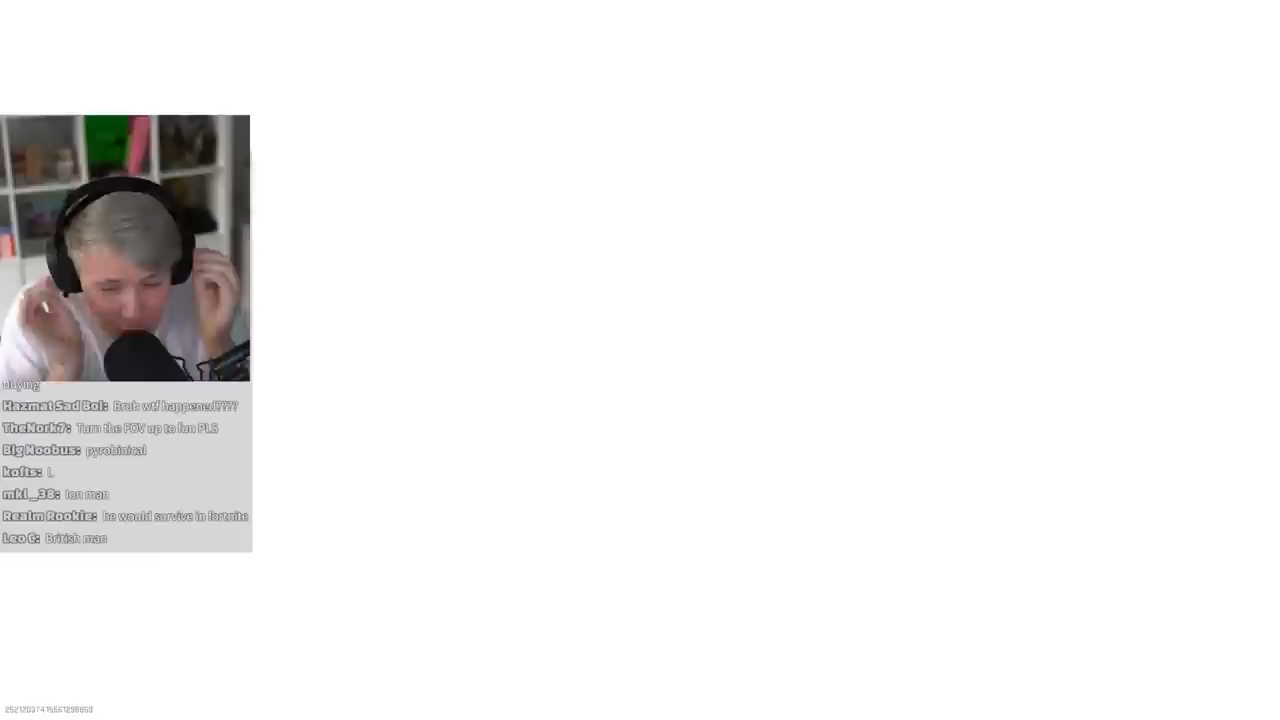 buying
Hazmat Sad Boi: Bruh wtf happened????
TheNork7: Turn the FOV up to fun PLS
Big Noobus: pyrobinical
kofts: L
mkl_38: Ion man
Realm Rookie: he would survive in fortnite
Leo C: British man